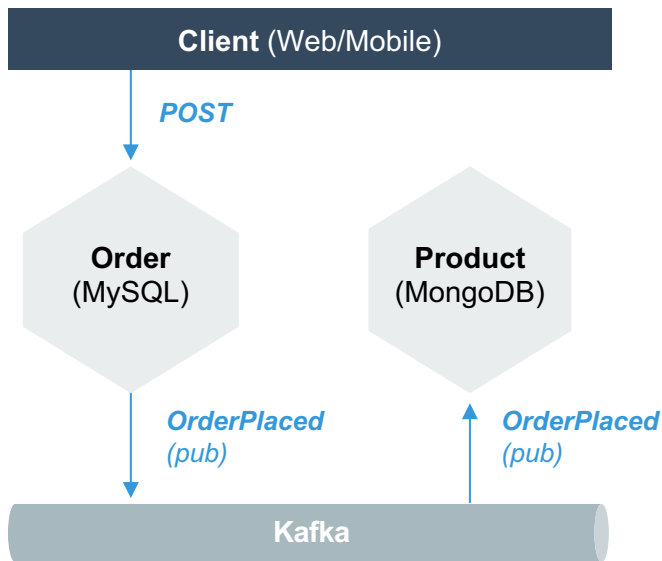 Client (Web/Mobile)
POST
Order
(MySQL)
Product
(MongoDB)
OrderPlaced
(pub)
OrderPlaced
(pub)
Kafka